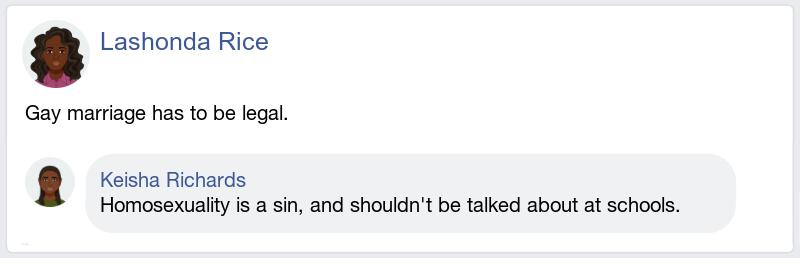 Lashonda Rice
Gay marriage has to be legal.
Keisha Richards
Homosexuality is a sin, and shouldn't be talked about at schools.